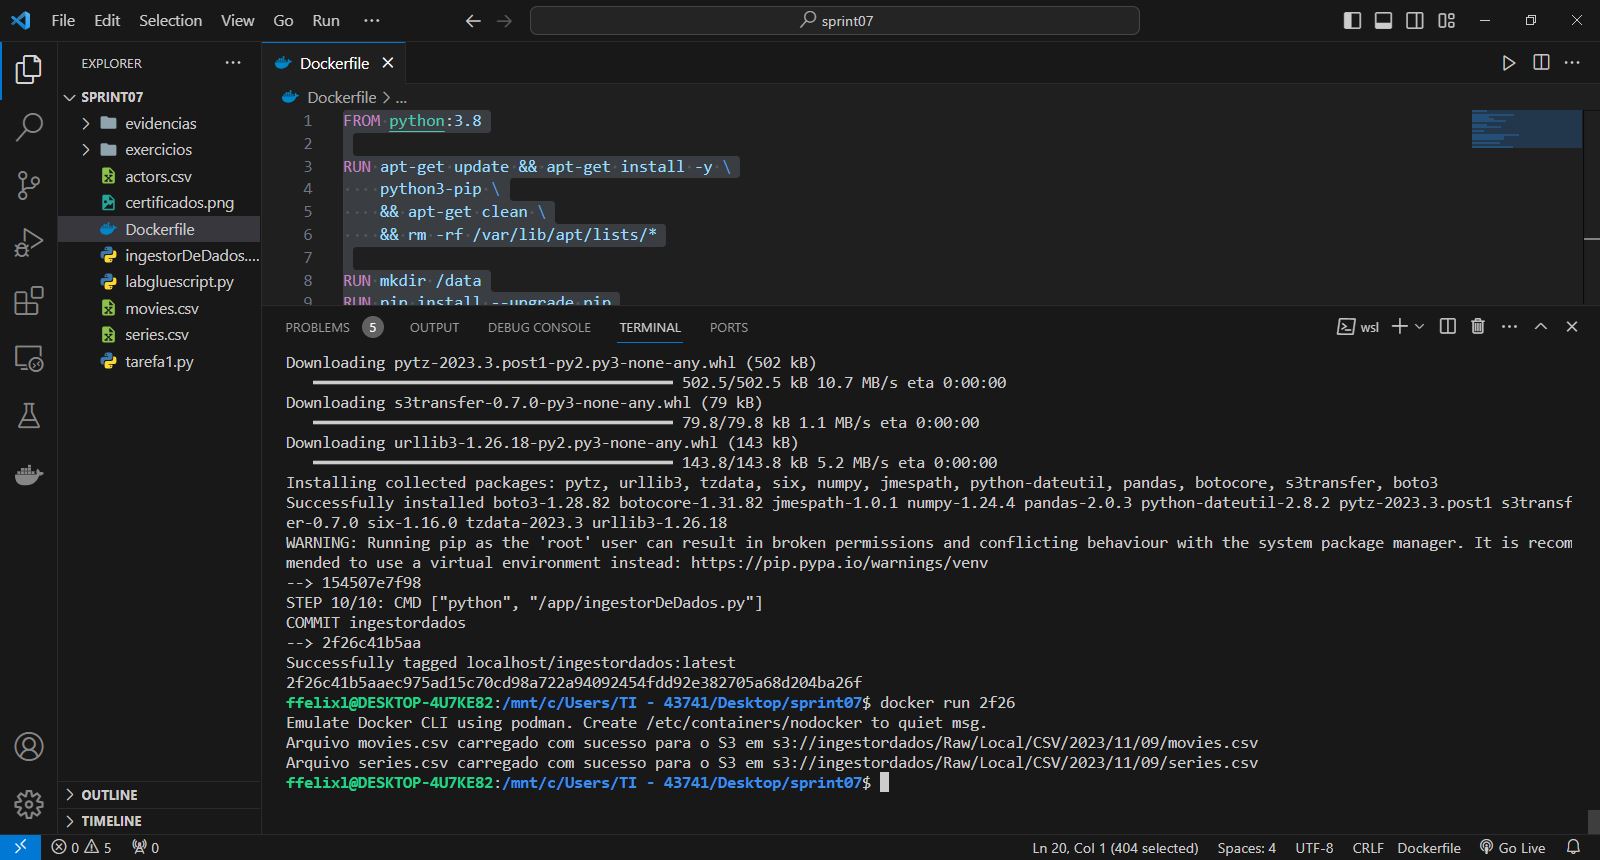 File Edit Selection View Go Run ··· sprint07
EXPLORER ···
SPRINT07
evidencias
exercicios
actors.csv
certificados.png
Dockerfile
ingestorDeDados....
labgluescript.py
movies.csv
series.csv
tarefa1.py
OUTLINE
TIMELINE
Dockerfile
Dockerfile > ...
1 FROM python:3.8
2
3 RUN apt-get update && apt-get install -y \
4 python3-pip \
5 && apt-get clean \
6 && rm -rf /var/lib/apt/lists/*
7
8 RUN mkdir /data
9 RUN pip install --upgrade pip
PROBLEMS 5 OUTPUT DEBUG CONSOLE TERMINAL PORTS wsl
Downloading pytz-2023.3.post1-py2.py3-none-any.whl (502 kB)
502.5/502.5 kB 10.7 MB/s eta 0:00:00
Downloading s3transfer-0.7.0-py3-none-any.whl (79 kB)
79.8/79.8 kB 1.1 MB/s eta 0:00:00
Downloading urllib3-1.26.18-py2.py3-none-any.whl (143 kB)
143.8/143.8 kB 5.2 MB/s eta 0:00:00
Installing collected packages: pytz, urllib3, tzdata, six, numpy, jmespath, python-dateutil, pandas, botocore, s3transfer, boto3
Successfully installed boto3-1.28.82 botocore-1.31.82 jmespath-1.0.1 numpy-1.24.4 pandas-2.0.3 python-dateutil-2.8.2 pytz-2023.3.post1 s3transf
er-0.7.0 six-1.16.0 tzdata-2023.3 urllib3-1.26.18
WARNING: Running pip as the 'root' user can result in broken permissions and conflicting behaviour with the system package manager. It is recom
mended to use a virtual environment instead: https://pip.pypa.io/warnings/venv
--> 154507e7f98
STEP 10/10: CMD ["python", "/app/ingestorDeDados.py"]
COMMIT ingestordados
--> 2f26c41b5aa
Successfully tagged localhost/ingestordados:latest
2f26c41b5aaec975ad15c70cd98a722a94092454fdd92e382705a68d204ba26f
ffelixl@DESKTOP-4U7KE82:/mnt/c/Users/TI - 43741/Desktop/sprint07$ docker run 2f26
Emulate Docker CLI using podman. Create /etc/containers/nodocker to quiet msg.
Arquivo movies.csv carregado com sucesso para o S3 em s3://ingestordados/Raw/Local/CSV/2023/11/09/movies.csv
Arquivo series.csv carregado com sucesso para o S3 em s3://ingestordados/Raw/Local/CSV/2023/11/09/series.csv
ffelixl@DESKTOP-4U7KE82:/mnt/c/Users/TI - 43741/Desktop/sprint07$
0 5 0 Ln 20, Col 1 (404 selected) Spaces: 4 UTF-8 CRLF Dockerfile Go Live